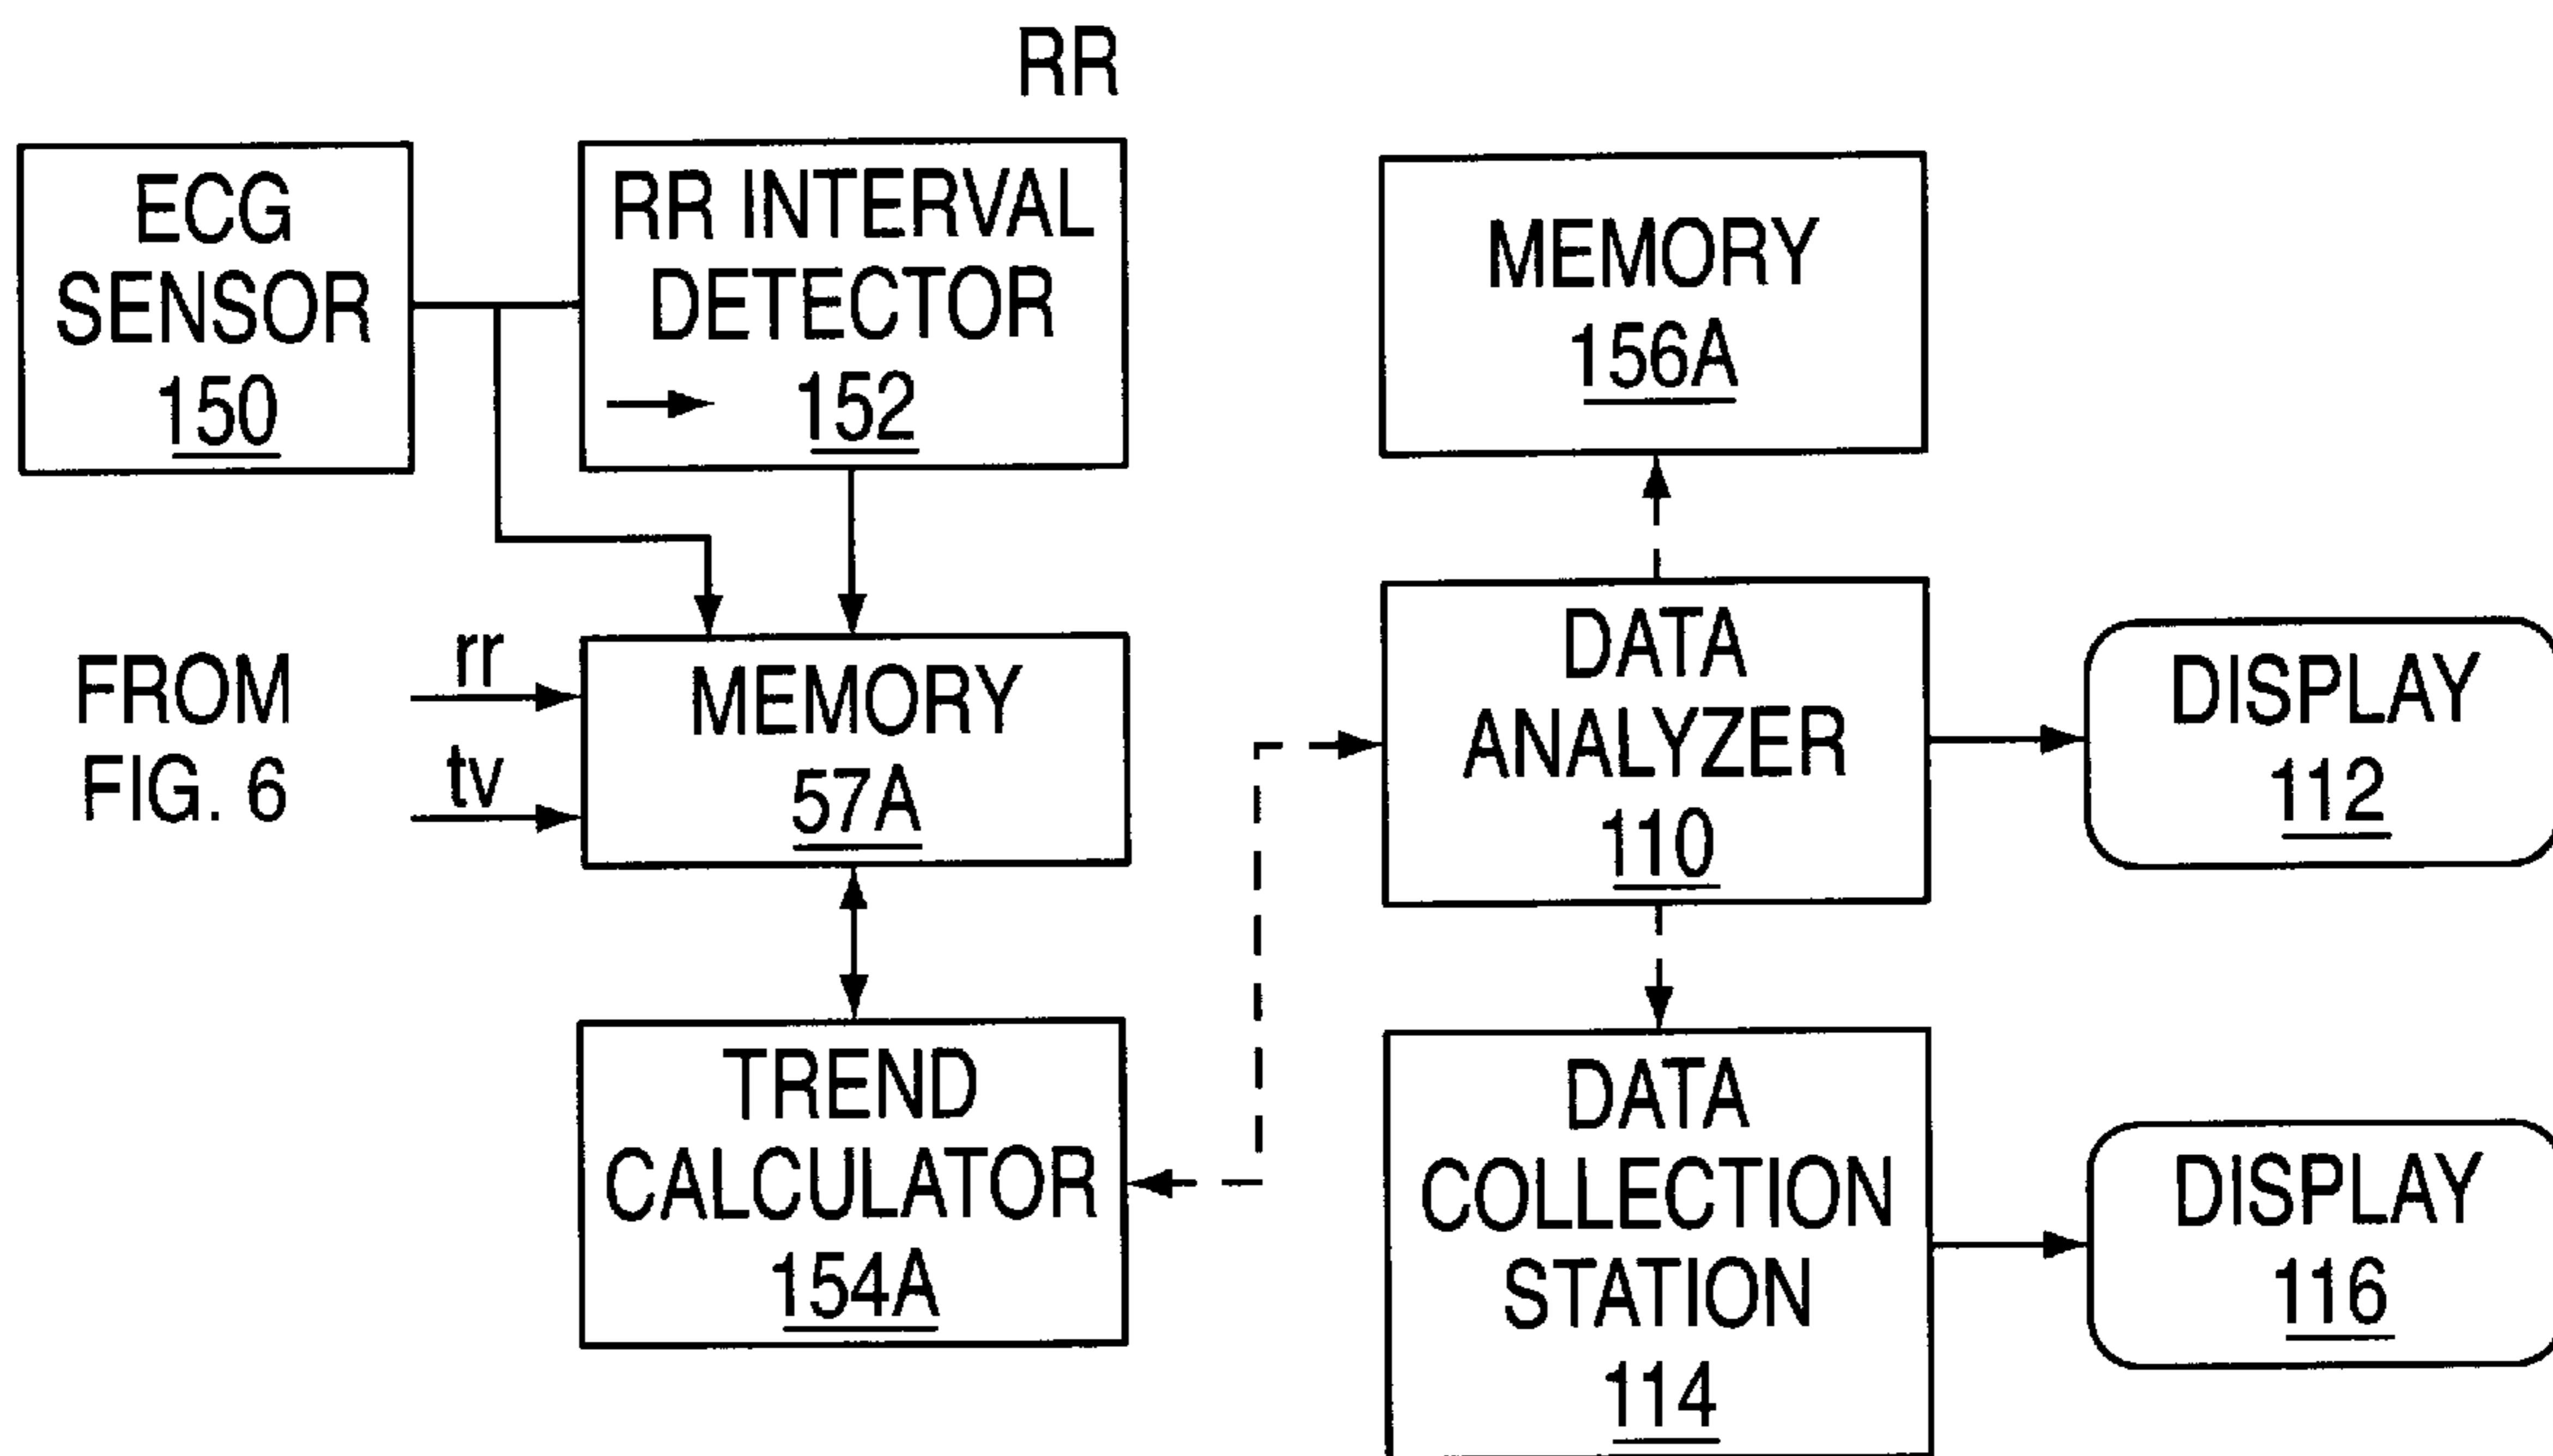 RR
ECG
SENSOR
150
RR INTERVAL
DETECTOR
152
MEMORY
156A
FROM
FIG. 6
rr
tv
MEMORY
57A
DATA
ANALYZER
110
DISPLAY
112
TREND
CALCULATOR
154A
DATA
COLLECTION
STATION
114
DISPLAY
116